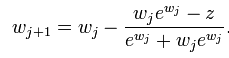 w_{j+1} = w_j - \frac{w_j e^{w_j} - z}{e^{w_j} + w_j e^{w_j}}.